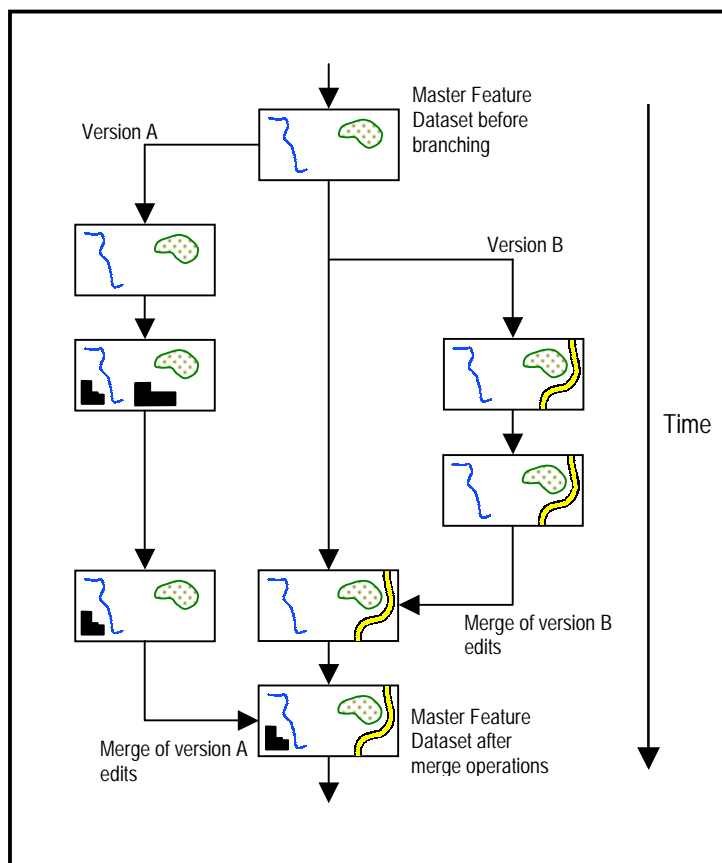 Master Feature
Dataset before
branching
Version A
Version B
Time
Merge of version B
edits
Merge of version A
edits
Master Feature
Dataset after
merge operations